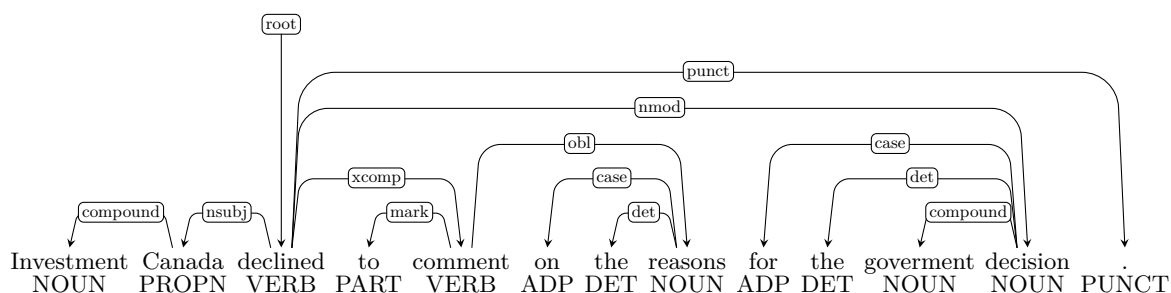 root
punct
nmod
obl case
xcomp case det
compound nsubj mark det compound
Investment Canada declined to comment on the reasons for the goverment decision .
NOUN PROPN VERB PART VERB ADP DET NOUN ADP DET NOUN NOUN PUNCT